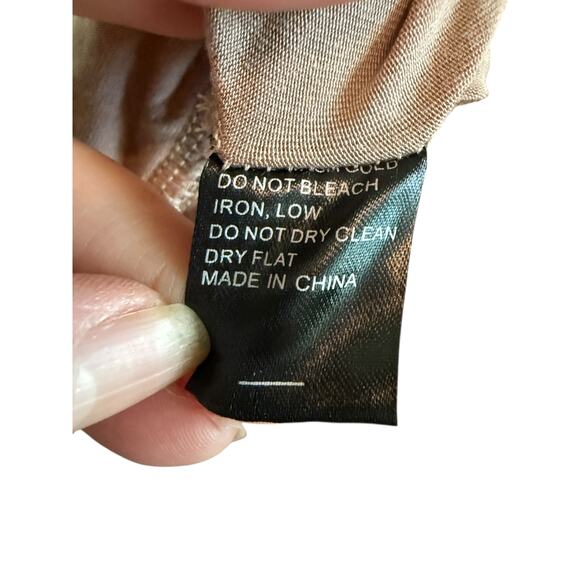 DO NOT BLEACH
IRON, LOW
DO NOT DRY CLEAN
DRY FLAT
MADE IN CHINA